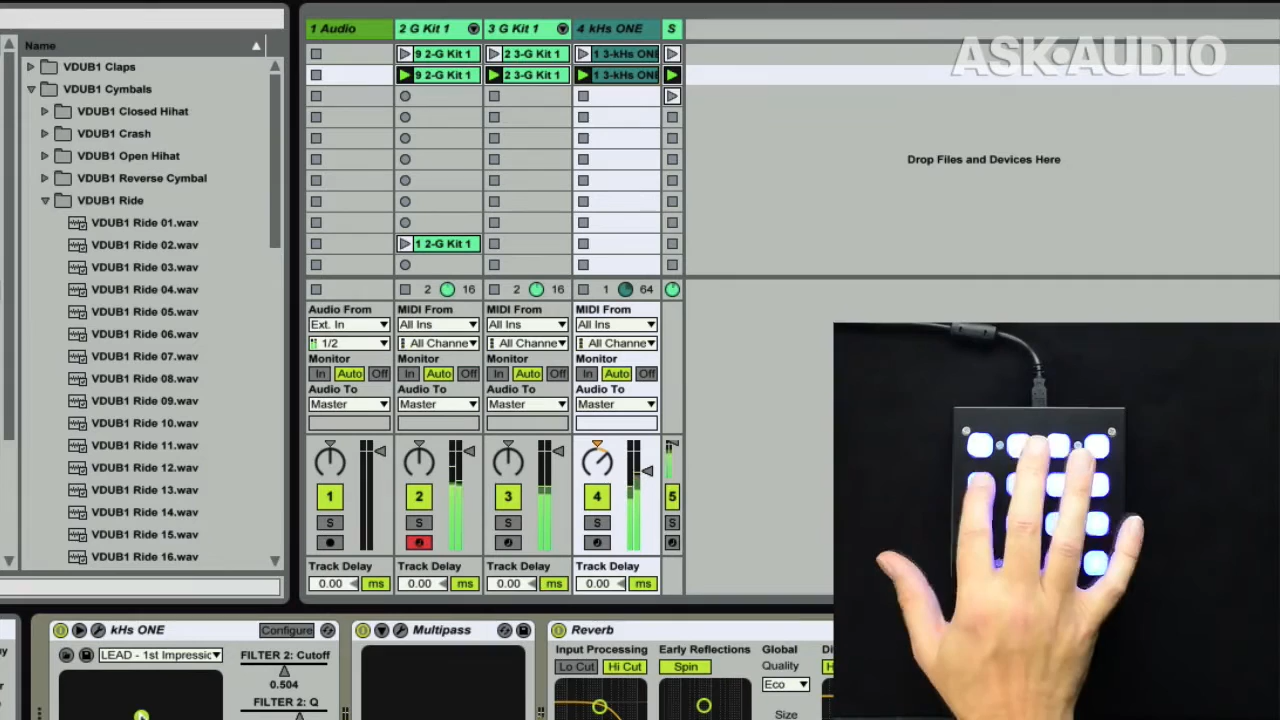 Name
VDUB1 Claps
VDUB1 Cymbals
VDUB1 Closed Hihat
VDUB1 Crash
VDUB1 Open Hihat
VDUB1 Reverse Cymbal
VDUB1 Ride
VDUB1 Ride 01.wav
VDUB1 Ride 02.wav
VDUB1 Ride 03.wav
VDUB1 Ride 04.wav
VDUB1 Ride 05.wav
VDUB1 Ride 06.wav
VDUB1 Ride 07.wav
VDUB1 Ride 08.wav
VDUB1 Ride 09.wav
VDUB1 Ride 10.wav
VDUB1 Ride 11.wav
VDUB1 Ride 12.wav
VDUB1 Ride 13.wav
VDUB1 Ride 14.wav
VDUB1 Ride 15.wav
VDUB1 Ride 16.wav
1 Audio 2 G Kit 1 3 G Kit 1 4 kHs ONE S
9 2-G Kit 1 2 3-G Kit 1 1 3-kHs ONE
9 2-G Kit 1 2 3-G Kit 1 1 3-kHs ONE
1 2-G Kit 1
2 16 2 16 1 64
Audio From MIDI From MIDI From MIDI From
Ext. In All Ins All Ins All Ins
1/2 All Channe All Channe All Channe
Monitor Monitor Monitor Monitor
In Auto Off In Auto Off In Auto Off In Auto Off
Audio To Audio To Audio To Audio To
Master Master Master Master
1 2 3 4 5
S S S S S
Track Delay Track Delay Track Delay Track Delay
0.00 ms 0.00 ms 0.00 ms 0.00 ms
ASK•AUDIO
Drop Files and Devices Here
kHs ONE Configure
LEAD - 1st Impressic
FILTER 2: Cutoff
0.504
FILTER 2: Q
Multipass
Reverb
Input Processing Early Reflections Global
Lo Cut Hi Cut Spin Quality
Eco
Size